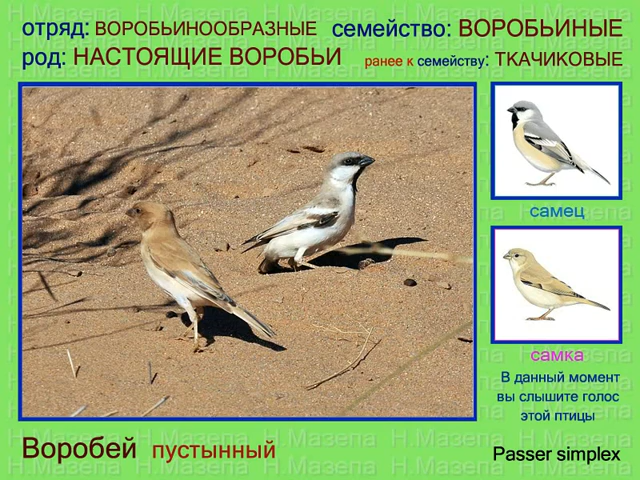 отряд: ВОРОБЬИНООБРАЗНЫЕ семейство: ВОРОБЬИНЫЕ
род: НАСТОЯЩИЕ ВОРОБЬИ ранее к семейству: ТКАЧИКОВЫЕ
самец
самка
В данный момент
вы слышите голос
этой птицы
Воробей пустынный
Passer simplex
Н.Мазепа